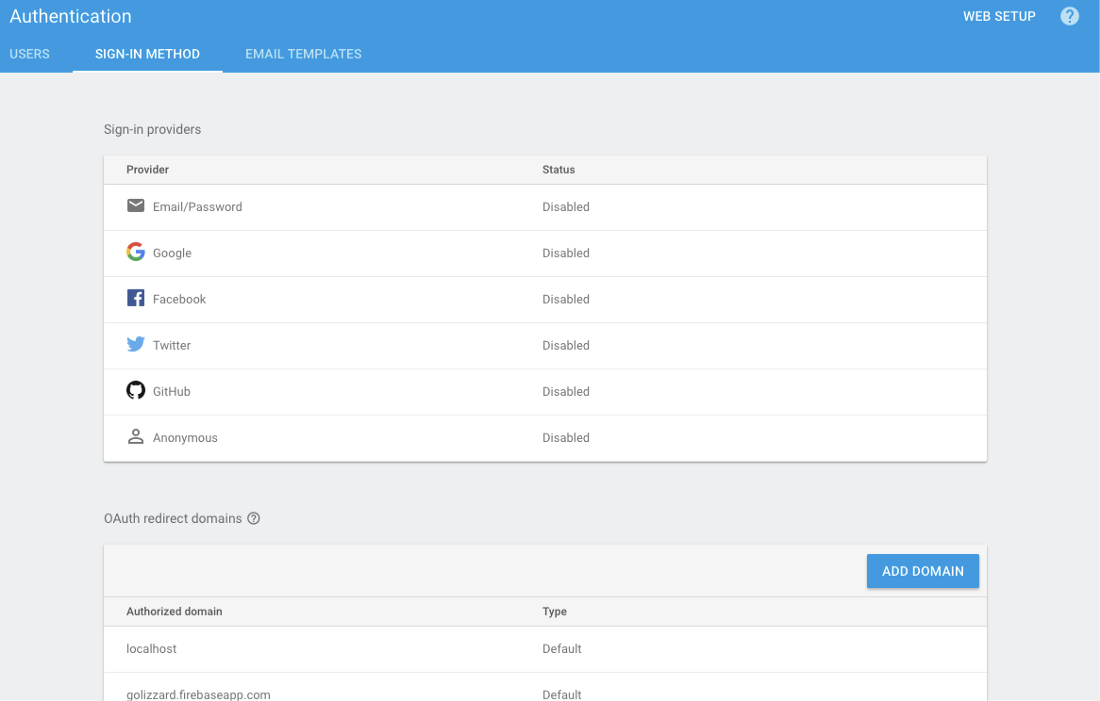 Authentication
WEB SETUP
USERS SIGN-IN METHOD EMAIL TEMPLATES
Sign-in providers
Provider Status
Email/Password Disabled
Google Disabled
Facebook Disabled
Twitter Disabled
GitHub Disabled
Anonymous Disabled
OAuth redirect domains
ADD DOMAIN
Authorized domain Type
localhost Default
golizzard.firebaseapp.com Default